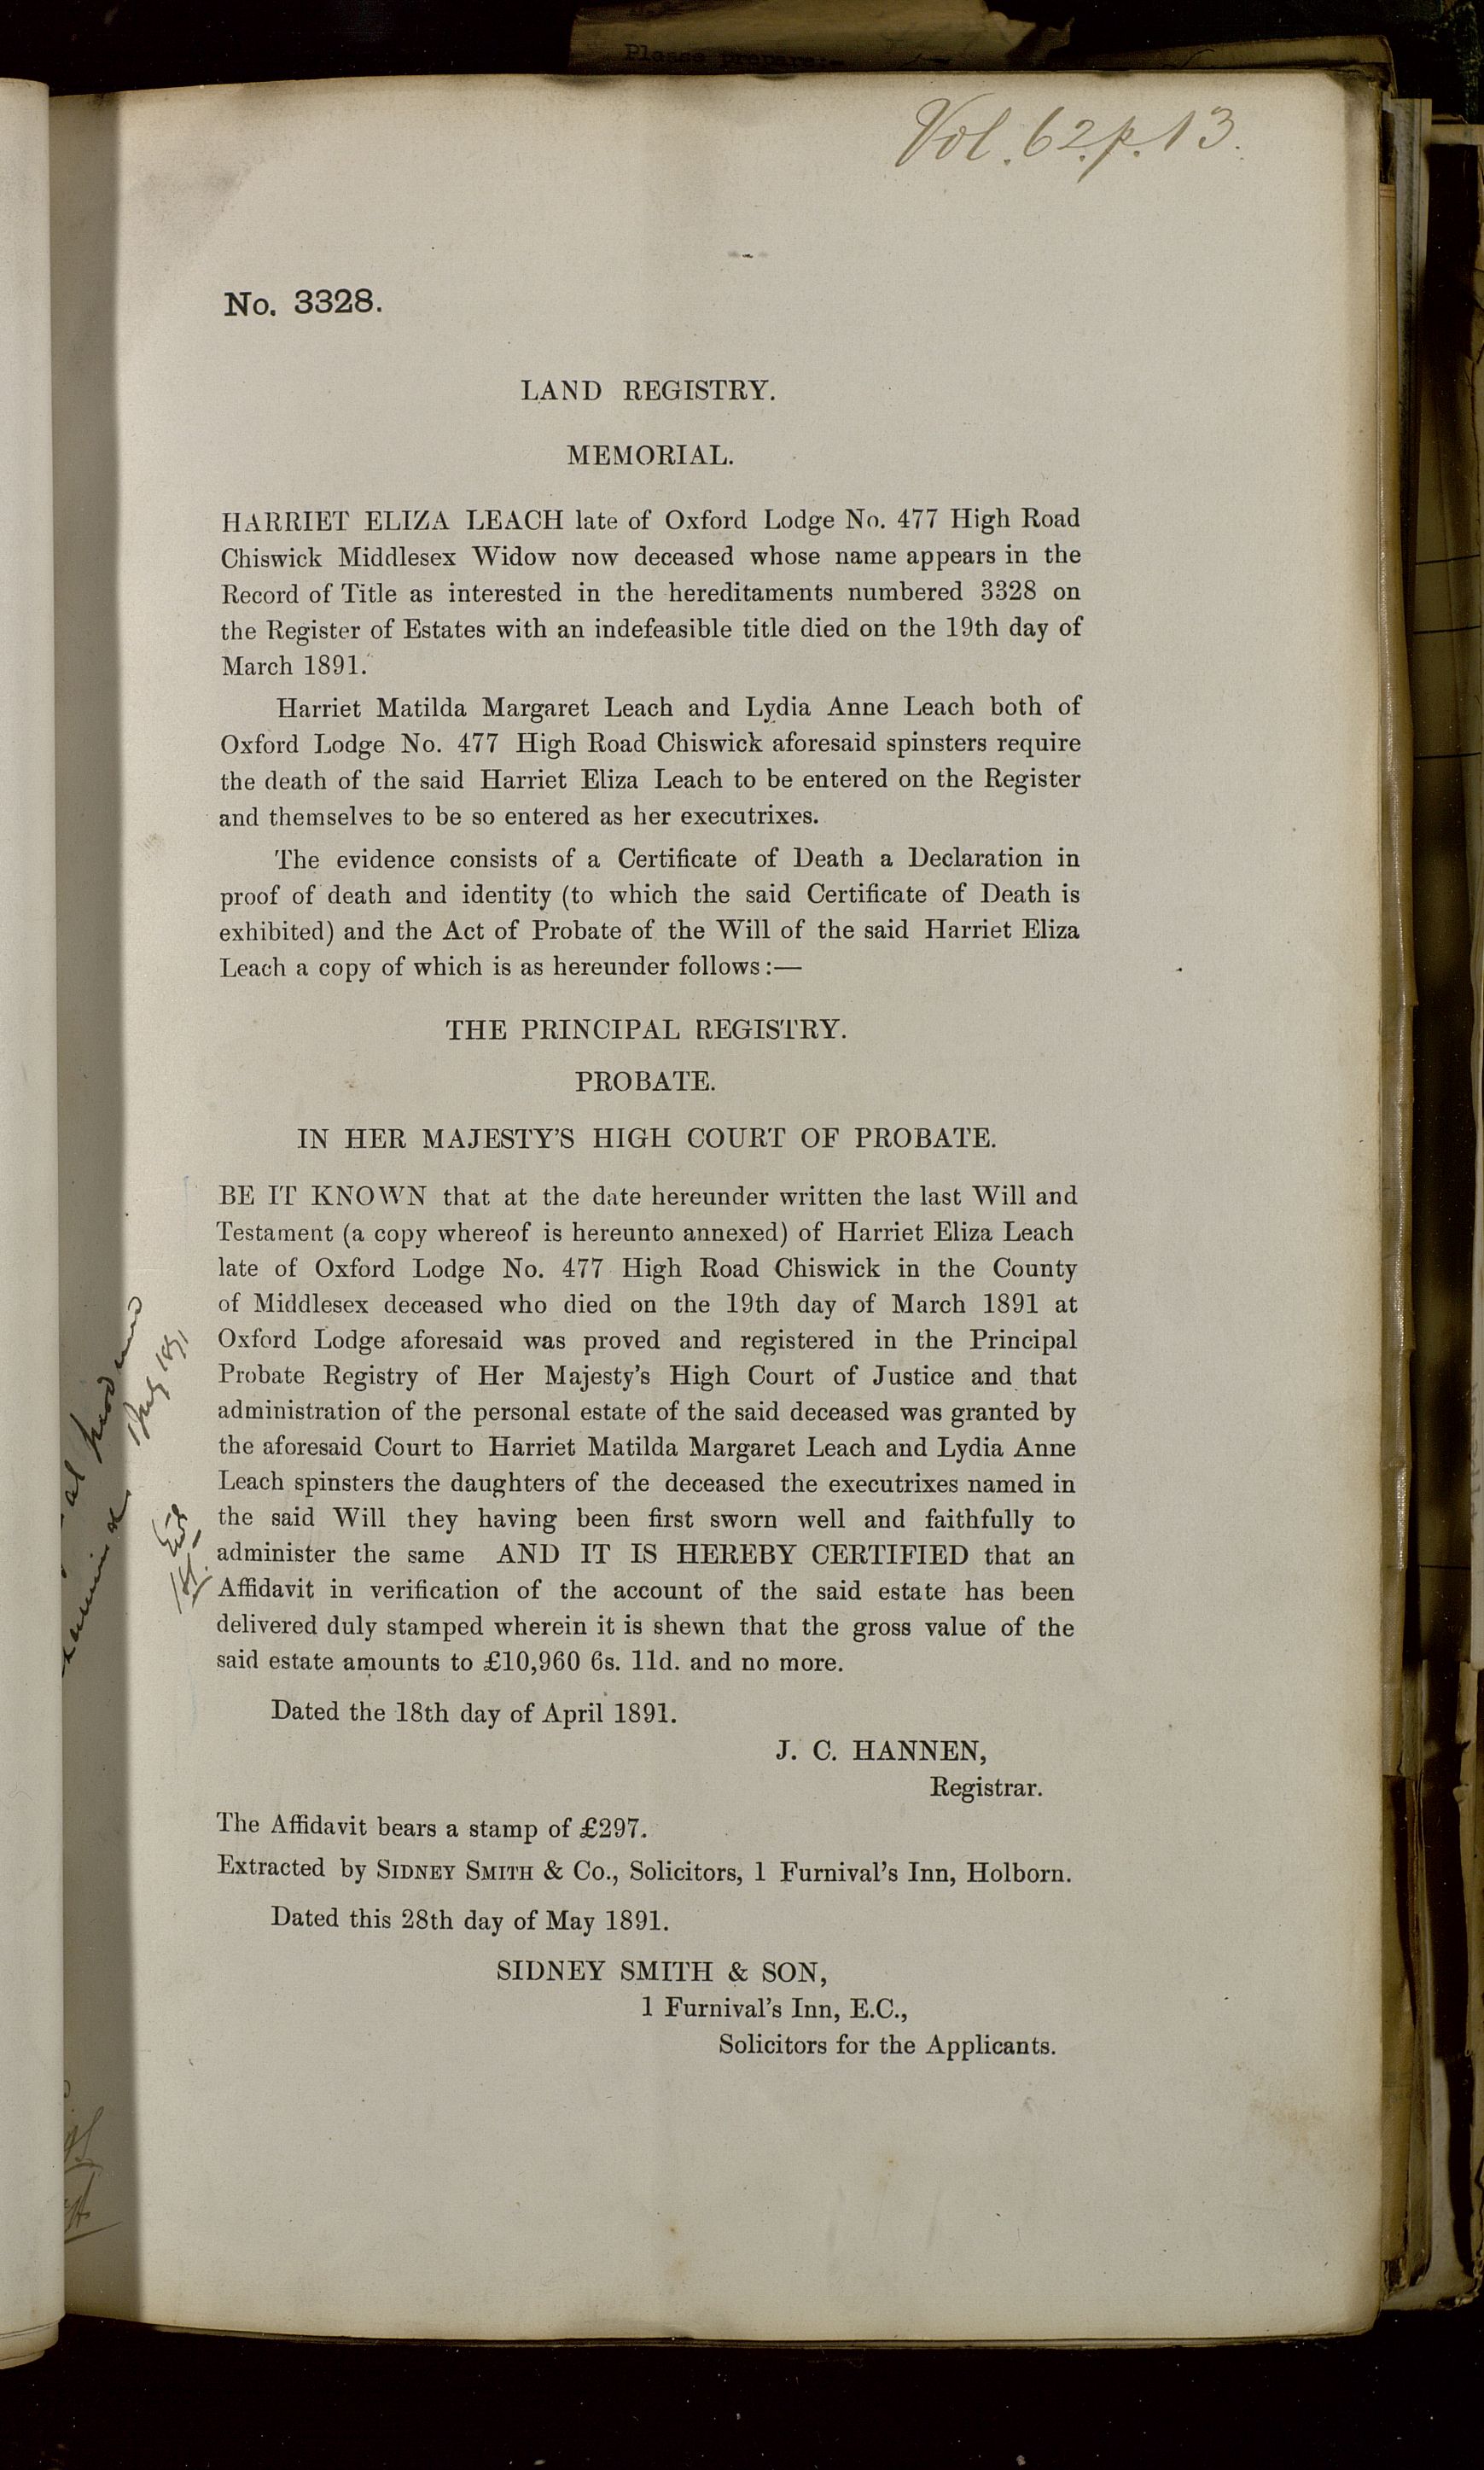 Please prepare:-
Vol. 62. p. 13.
No. 3328.
LAND REGISTRY.
MEMORIAL.
HARRIET ELIZA LEACH late of Oxford Lodge No. 477 High Road
Chiswick Middlesex Widow now deceased whose name appears in the
Record of Title as interested in the hereditaments numbered 3328 on
the Register of Estates with an indefeasible title died on the 19th day of
March 1891.
Harriet Matilda Margaret Leach and Lydia Anne Leach both of
Oxford Lodge No. 477 High Road Chiswick aforesaid spinsters require
the death of the said Harriet Eliza Leach to be entered on the Register
and themselves to be so entered as her executrixes.
The evidence consists of a Certificate of Death a Declaration in
proof of death and identity (to which the said Certificate of Death is
exhibited) and the Act of Probate of the Will of the said Harriet Eliza
Leach a copy of which is as hereunder follows:—
THE PRINCIPAL REGISTRY.
PROBATE.
IN HER MAJESTY'S HIGH COURT OF PROBATE.
BE IT KNOWN that at the date hereunder written the last Will and
Testament (a copy whereof is hereunto annexed) of Harriet Eliza Leach
late of Oxford Lodge No. 477 High Road Chiswick in the County
of Middlesex deceased who died on the 19th day of March 1891 at
Oxford Lodge aforesaid was proved and registered in the Principal
Probate Registry of Her Majesty's High Court of Justice and that
administration of the personal estate of the said deceased was granted by
the aforesaid Court to Harriet Matilda Margaret Leach and Lydia Anne
Leach spinsters the daughters of the deceased the executrixes named in
the said Will they having been first sworn well and faithfully to
administer the same AND IT IS HEREBY CERTIFIED that an
Affidavit in verification of the account of the said estate has been
delivered duly stamped wherein it is shewn that the gross value of the
said estate amounts to £10,960 6s. 11d. and no more.
Dated the 18th day of April 1891.
J. C. HANNEN,
Registrar.
The Affidavit bears a stamp of £297.
Extracted by SIDNEY SMITH & CO., Solicitors, 1 Furnival's Inn, Holborn.
Dated this 28th day of May 1891.
SIDNEY SMITH & SON,
1 Furnival's Inn, E.C.,
Solicitors for the Applicants.